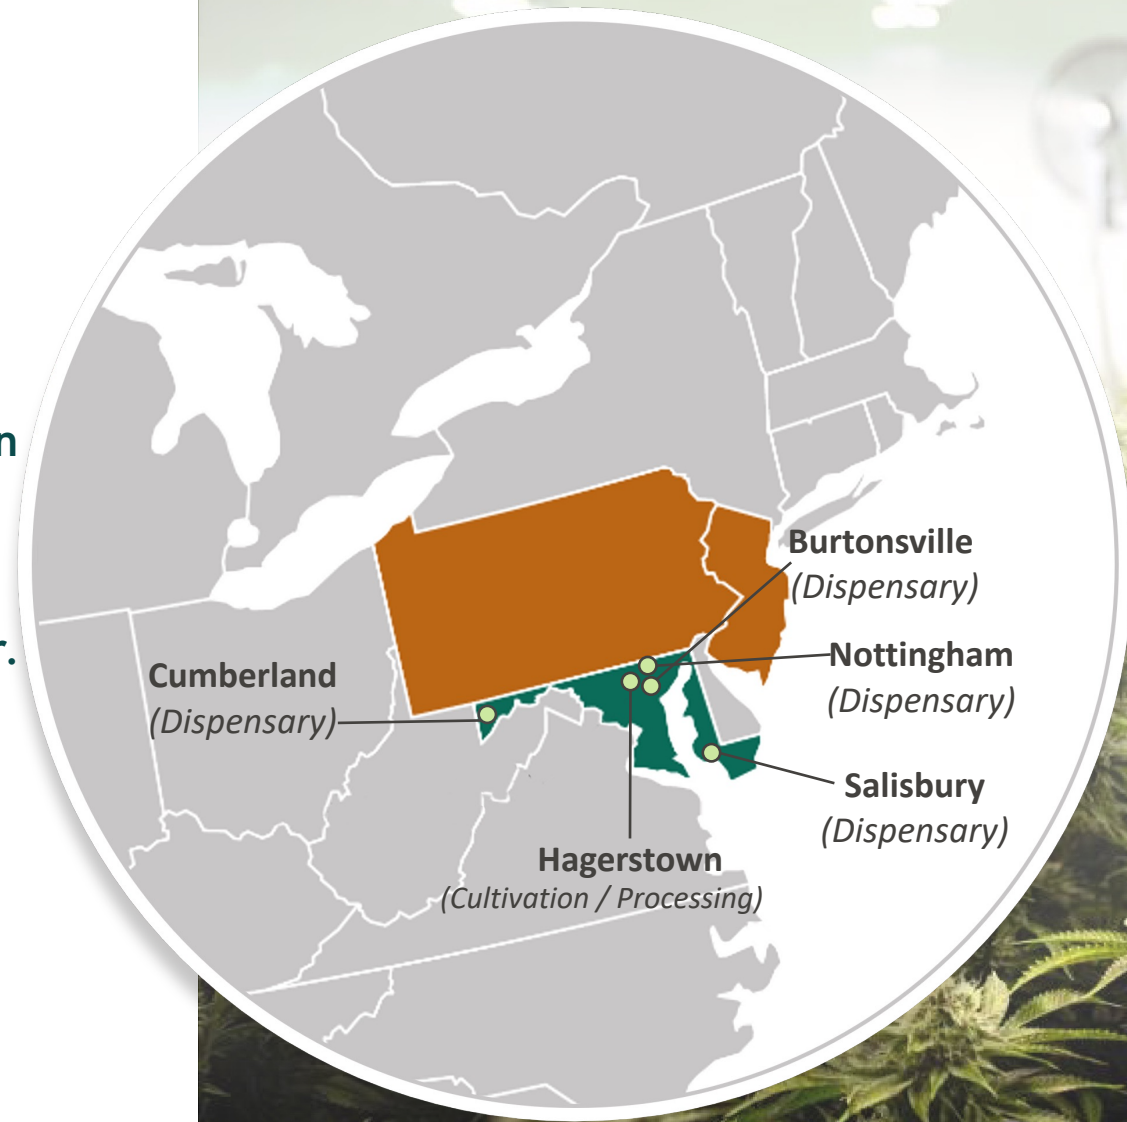 n
r.
Burtonsville
(Dispensary)
Nottingham
(Dispensary)
Cumberland
(Dispensary)
Salisbury
(Dispensary)
Hagerstown
(Cultivation / Processing)